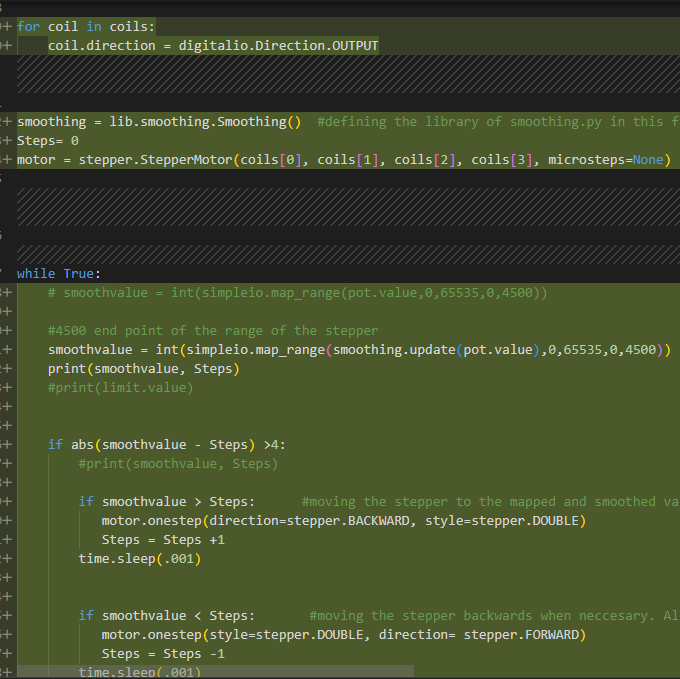 for coil in coils:
coil.direction = digitalio.Direction.OUTPUT
smoothing = lib.smoothing.Smoothing()  #defining the library of smoothing.py in this f
Steps= 0
motor = stepper.StepperMotor(coils[0], coils[1], coils[2], coils[3], microsteps=None)
while True:
# smoothvalue = int(simpleio.map_range(pot.value,0,65535,0,4500))
#4500 end point of the range of the stepper
smoothvalue = int(simpleio.map_range(smoothing.update(pot.value),0,65535,0,4500))
print(smoothvalue, Steps)
#print(limit.value)
if abs(smoothvalue - Steps) >4:
#print(smoothvalue, Steps)
if smoothvalue > Steps:      #moving the stepper to the mapped and smoothed va
motor.onestep(direction=stepper.BACKWARD, style=stepper.DOUBLE)
Steps = Steps +1
time.sleep(.001)
if smoothvalue < Steps:       #moving the stepper backwards when neccesary. Al
motor.onestep(style=stepper.DOUBLE, direction= stepper.FORWARD)
Steps = Steps -1
time.sleep(.001)